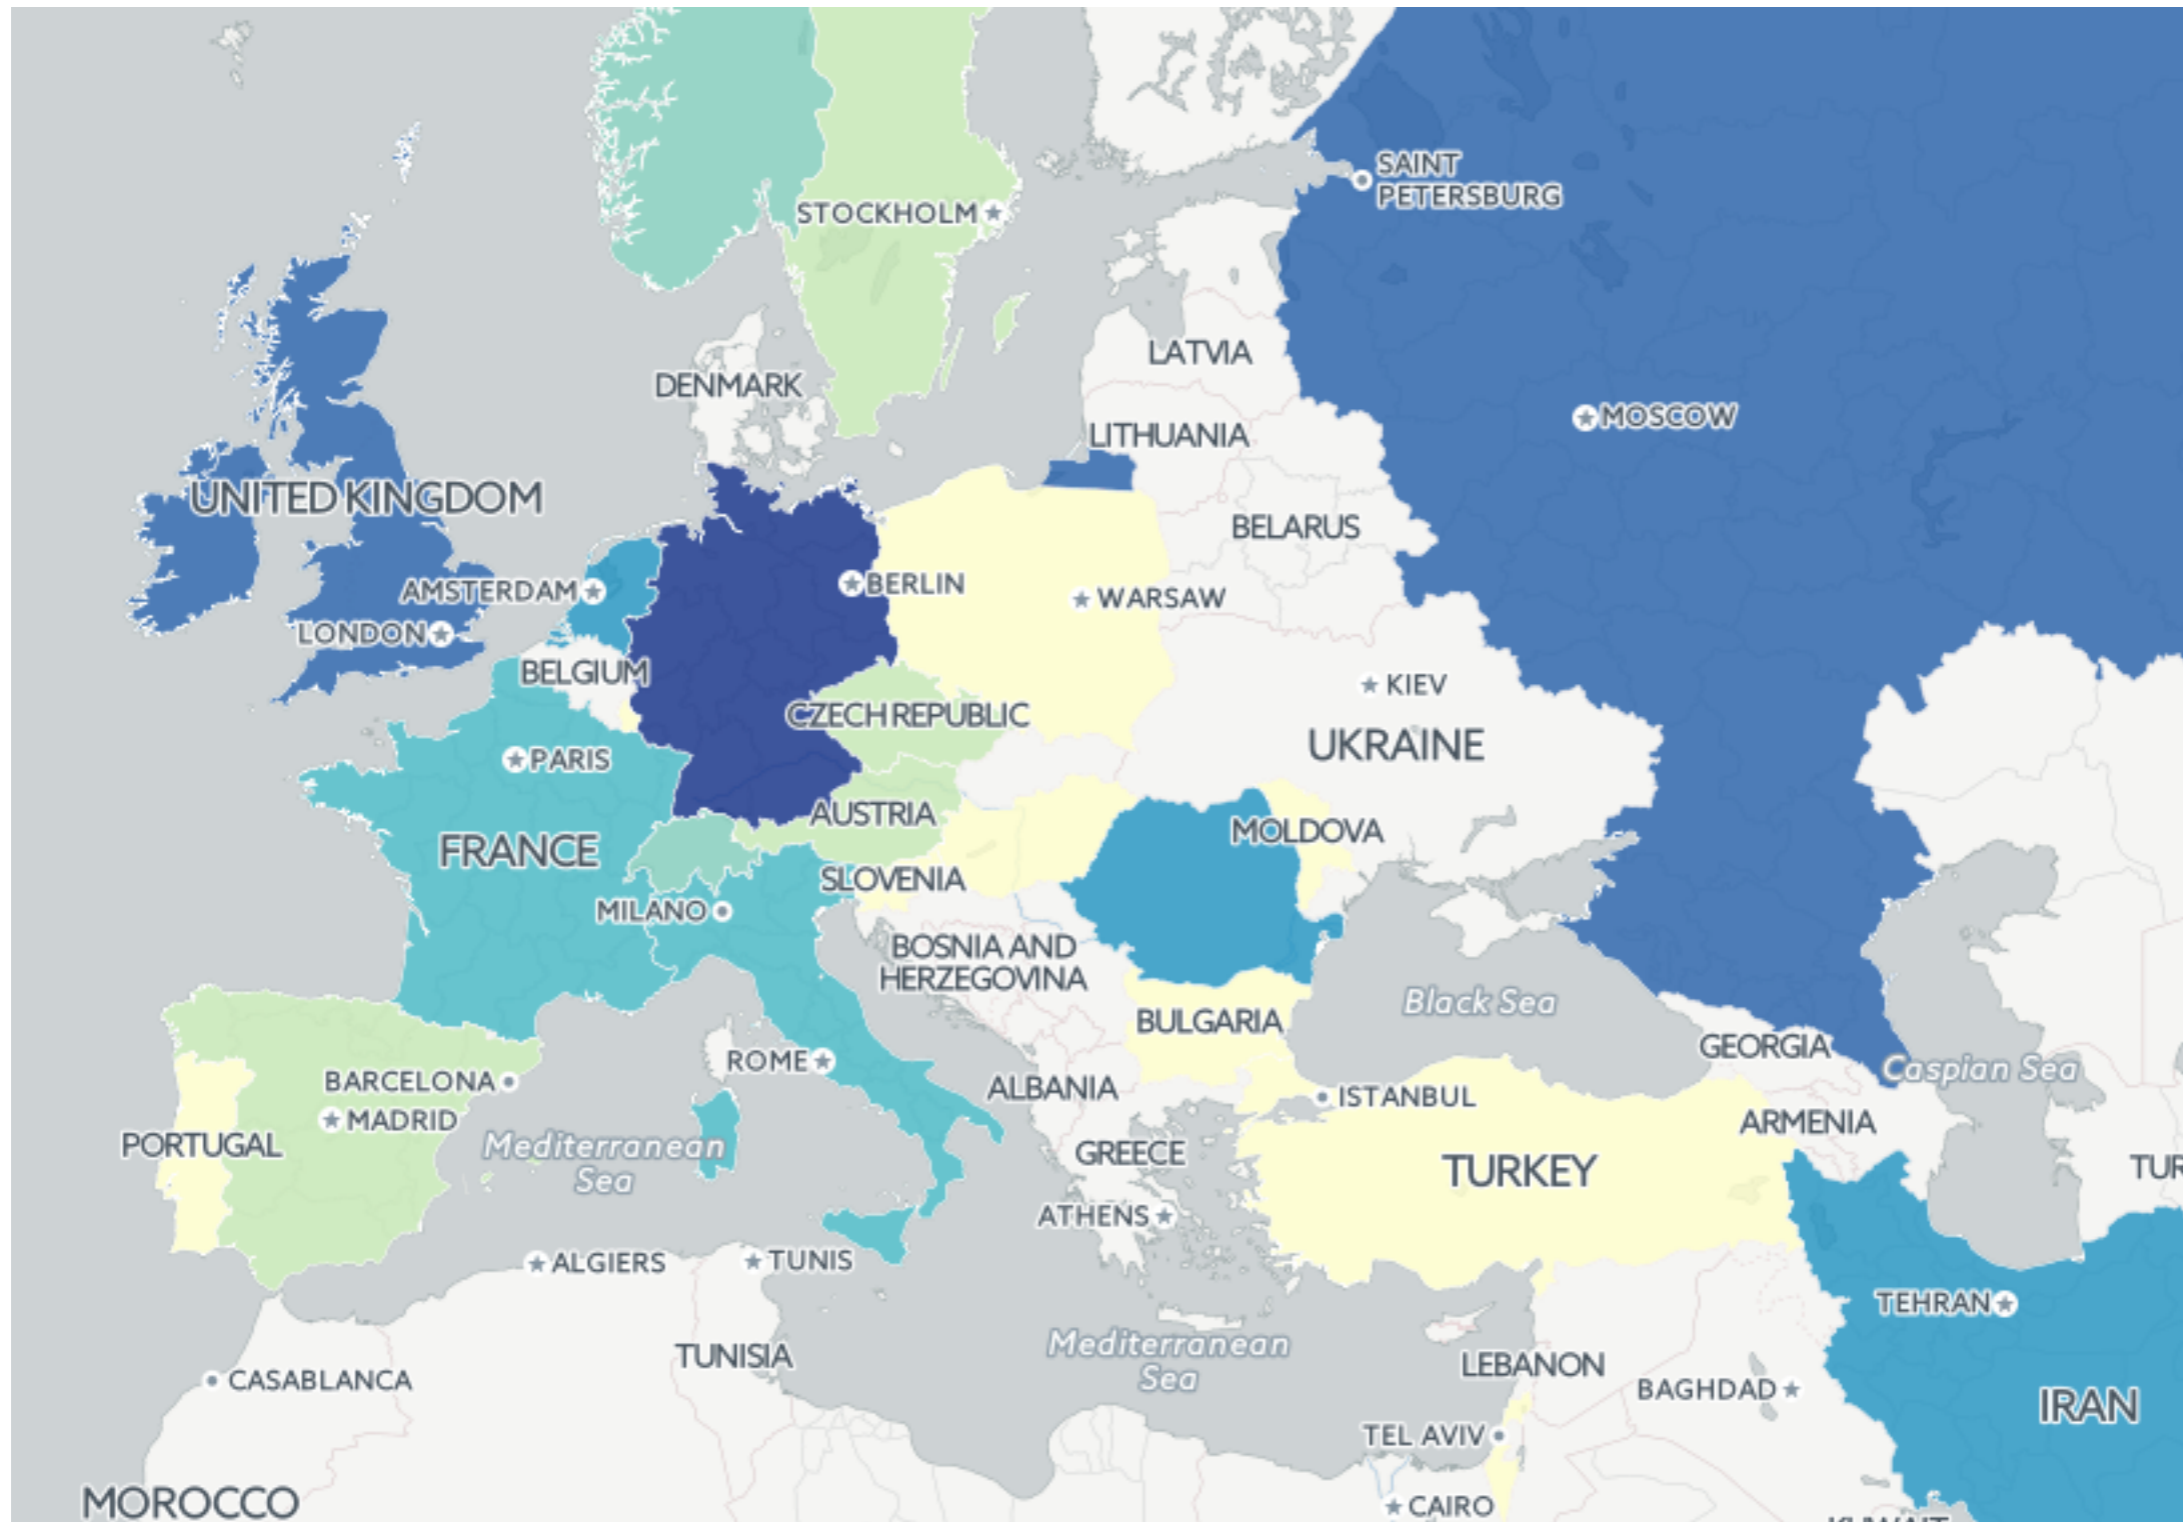 SAINT
PETERSBURG
STOCKHOLM
LATVIA
DENMARK
MOSCOW
LITHUANIA
UNITED KINGDOM
BELARUS
AMSTERDAM
BERLIN
WARSAW
LONDON
BELGIUM
KIEV
CZECH REPUBLIC
UKRAINE
PARIS
AUSTRIA
MOLDOVA
FRANCE
SLOVENIA
MILANO
BOSNIA AND
HERZEGOVINA
Black Sea
BULGARIA
GEORGIA
ROME
Caspian Sea
BARCELONA
ALBANIA
ISTANBUL
MADRID
ARMENIA
PORTUGAL
Mediterranean
Sea
GREECE
TURKEY
TUR
ATHENS
ALGIERS
TUNIS
TEHRAN
Mediterranean
Sea
TUNISIA
LEBANON
CASABLANCA
BAGHDAD
IRAN
TEL AVIV
MOROCCO
CAIRO
KUWAIT